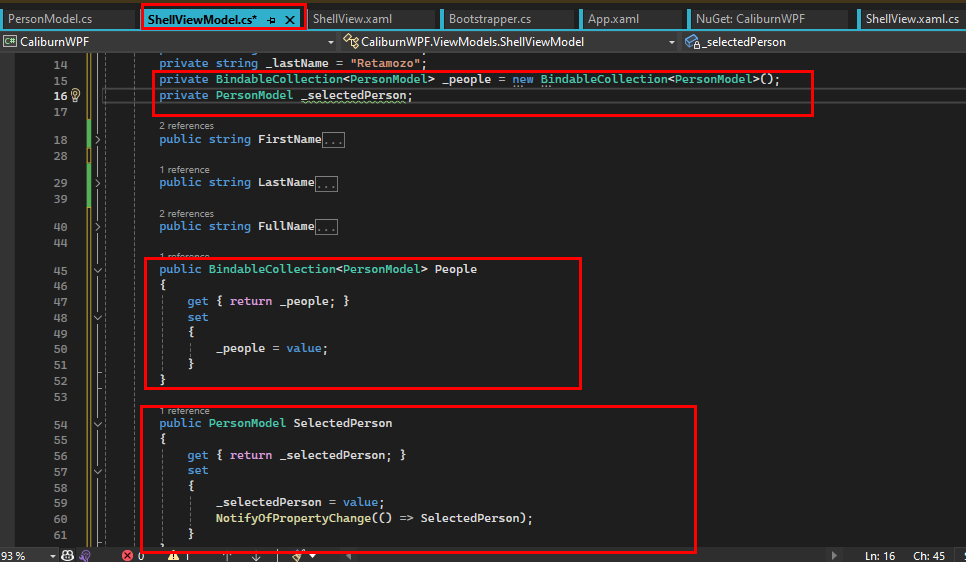 PersonModel.cs ShellViewModel.cs* ShellView.xaml Bootstrapper.cs App.xaml NuGet: CaliburnWPF ShellView.xaml.cs
C# CaliburnWPF CaliburnWPF.ViewModels.ShellViewModel _selectedPerson
14 private string _lastName = "Retamozo";
15 private BindableCollection<PersonModel> _people = new BindableCollection<PersonModel>();
16 private PersonModel _selectedPerson;
17
2 references
18 public string FirstName...
28
1 reference
29 public string LastName...
39
2 references
40 public string FullName...
44
1 reference
45 public BindableCollection<PersonModel> People
46 {
47 get { return _people; }
48 set
49 {
50 _people = value;
51 }
52 }
53
1 reference
54 public PersonModel SelectedPerson
55 {
56 get { return _selectedPerson; }
57 set
58 {
59 _selectedPerson = value;
60 NotifyOfPropertyChange(() => SelectedPerson);
61 }
93 % 0 1 Ln: 16 Ch: 45